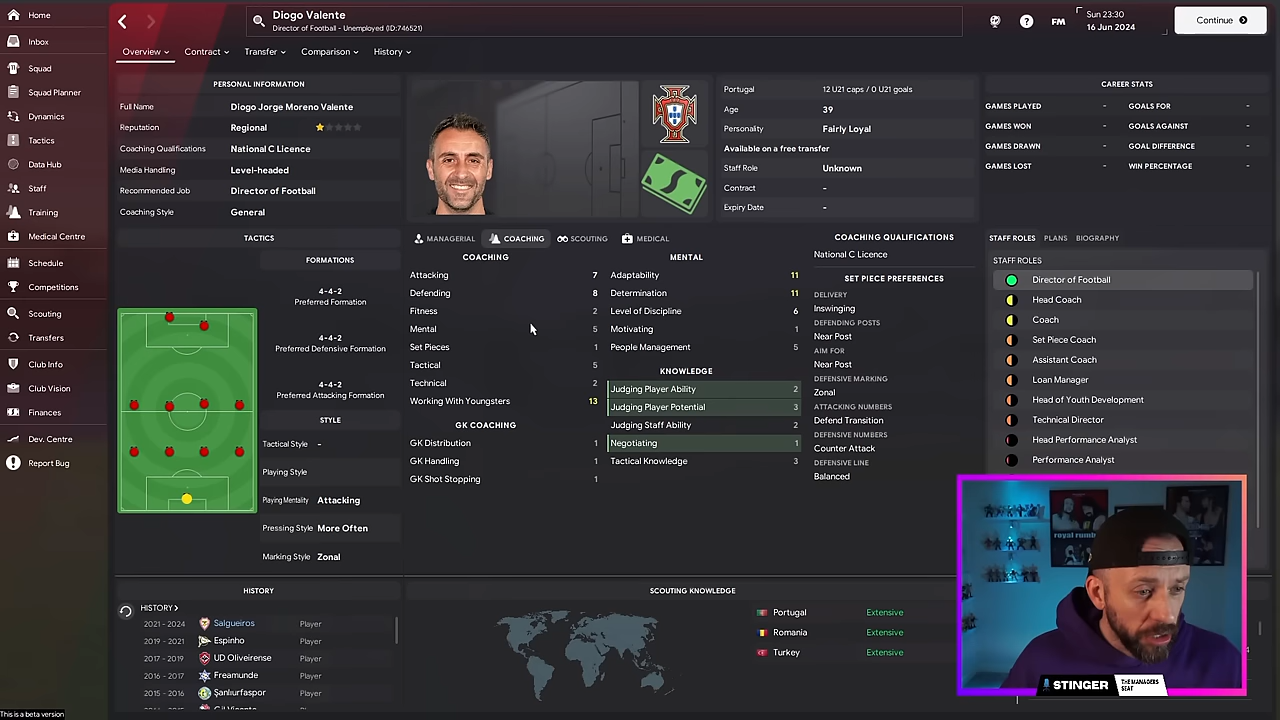 Home
Inbox
Squad
Squad Planner
Dynamics
Tactics
Data Hub
Staff
Training
Medical Centre
Schedule
Competitions
Scouting
Transfers
Club Info
Club Vision
Finances
Dev. Centre
Report Bug
This is a beta version
Diogo Valente
Director of Football - Unemployed (ID:746521)
FM
Sun 23:30
16 Jun 2024
Continue
Overview
Contract
Transfer
Comparison
History
PERSONAL INFORMATION
Full Name Diogo Jorge Moreno Valente
Reputation Regional
Coaching Qualifications National C Licence
Media Handling Level-headed
Recommended Job Director of Football
Coaching Style General
Portugal 12 U21 caps / 0 U21 goals
Age 39
Personality Fairly Loyal
Available on a free transfer
Staff Role Unknown
Contract -
Expiry Date -
CAREER STATS
GAMES PLAYED - GOALS FOR -
GAMES WON - GOALS AGAINST -
GAMES DRAWN - GOAL DIFFERENCE -
GAMES LOST - WIN PERCENTAGE -
TACTICS
FORMATIONS
4-4-2
Preferred Formation
4-4-2
Preferred Defensive Formation
4-4-2
Preferred Attacking Formation
STYLE
Tactical Style -
Playing Style
Playing Mentality Attacking
Pressing Style More Often
Marking Style Zonal
MANAGERIAL COACHING SCOUTING MEDICAL
COACHING
Attacking 7
Defending 8
Fitness 2
Mental 5
Set Pieces 1
Tactical 5
Technical 2
Working With Youngsters 13
GK COACHING
GK Distribution 1
GK Handling 1
GK Shot Stopping 1
MENTAL
Adaptability 11
Determination 11
Level of Discipline 6
Motivating 1
People Management 5
KNOWLEDGE
Judging Player Ability 2
Judging Player Potential 3
Judging Staff Ability 2
Negotiating 1
Tactical Knowledge 3
COACHING QUALIFICATIONS
National C Licence
SET PIECE PREFERENCES
DELIVERY
Inswinging
DEFENDING POSTS
Near Post
AIM FOR
Near Post
DEFENSIVE MARKING
Zonal
ATTACKING NUMBERS
Defend Transition
DEFENSIVE NUMBERS
Counter Attack
DEFENSIVE LINE
Balanced
STAFF ROLES PLANS BIOGRAPHY
STAFF ROLES
Director of Football
Head Coach
Coach
Set Piece Coach
Assistant Coach
Loan Manager
Head of Youth Development
Technical Director
Head Performance Analyst
Performance Analyst
HISTORY
HISTORY
2021 - 2024 Salgueiros Player
2019 - 2021 Espinho Player
2017 - 2019 UD Oliveirense Player
2016 - 2017 Freamunde Player
2015 - 2016 Şanlıurfaspor Player
SCOUTING KNOWLEDGE
Portugal Extensive
Romania Extensive
Turkey Extensive
royal rumb
STINGER
THE MANAGERS
SEAT